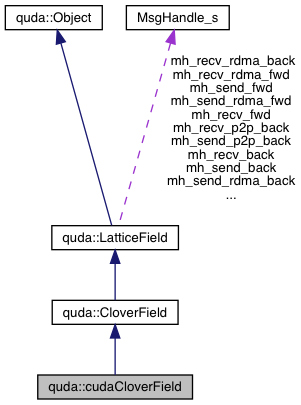 quda::Object
MsgHandle_s
mh_recv_rdma_back
mh_recv_rdma_fwd
mh_send_fwd
mh_send_rdma_fwd
mh_recv_fwd
mh_recv_p2p_back
mh_send_p2p_back
mh_recv_back
mh_send_back
mh_send_rdma_back
...
quda::LatticeField
quda::CloverField
quda::cudaCloverField